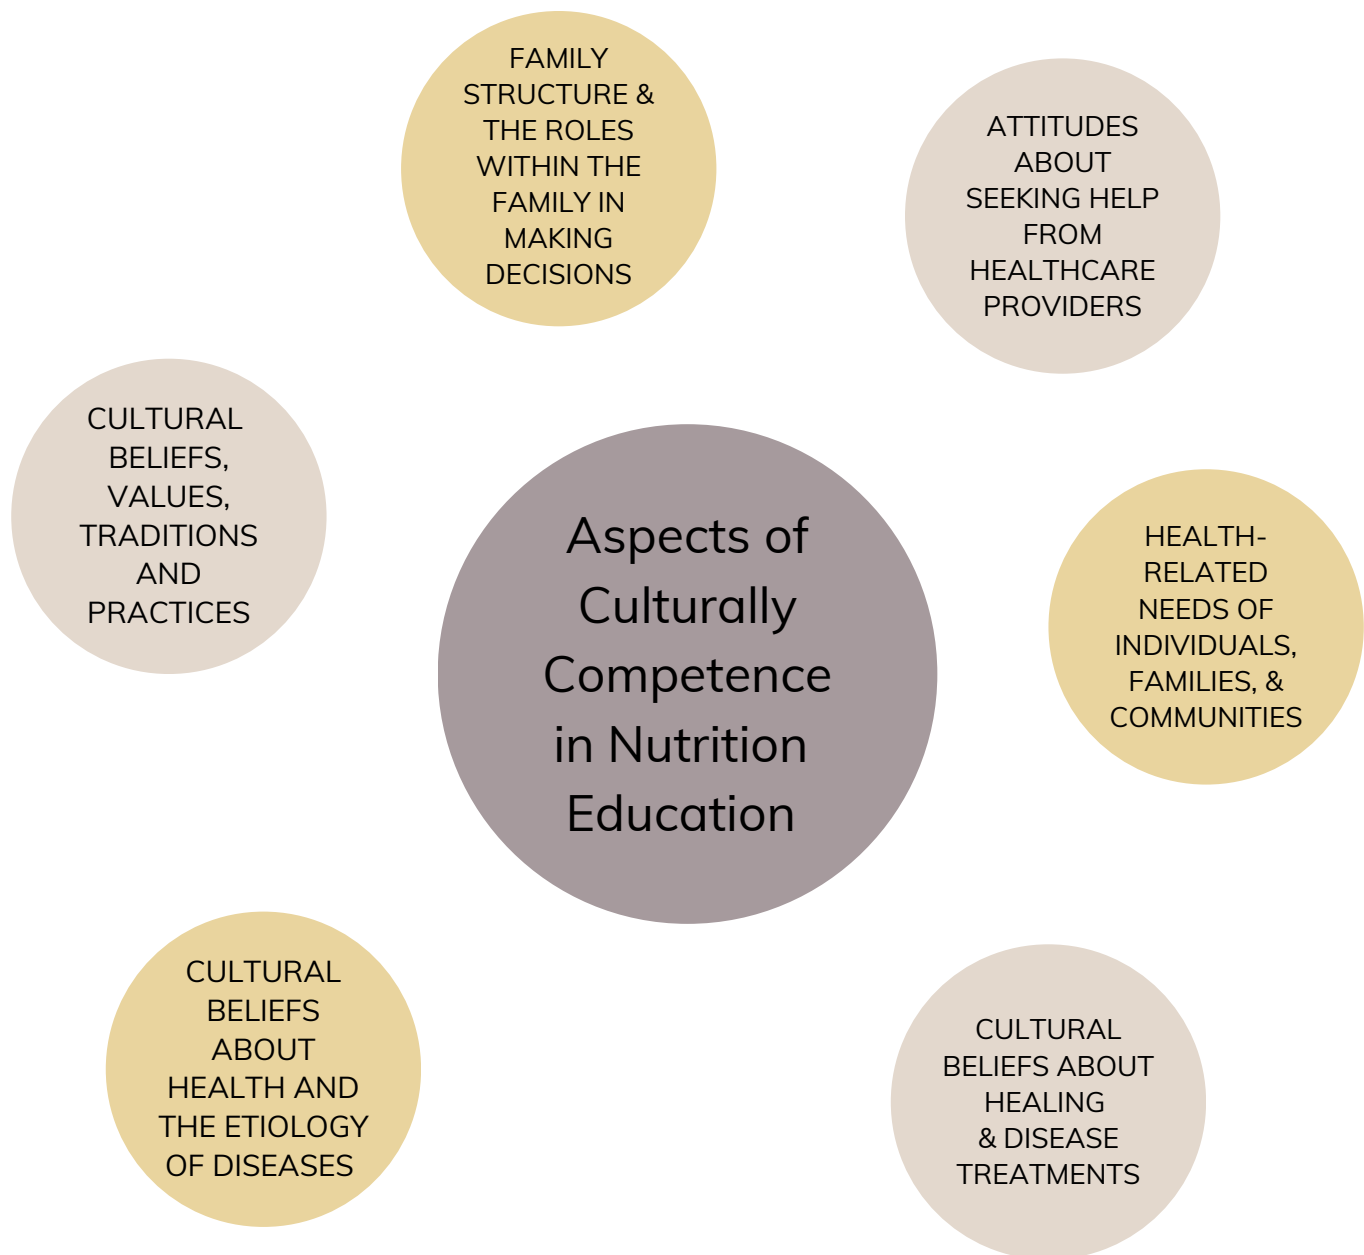 FAMILY
STRUCTURE &
THE ROLES
WITHIN THE
FAMILY IN
MAKING
DECISIONS
ATTITUDES
ABOUT
SEEKING HELP
FROM
HEALTHCARE
PROVIDERS
CULTURAL
BELIEFS,
VALUES,
TRADITIONS
AND
PRACTICES
Aspects of
Culturally
Competence
in Nutrition
Education
HEALTH-
RELATED
NEEDS OF
INDIVIDUALS,
FAMILIES, &
COMMUNITIES
CULTURAL
BELIEFS
ABOUT
HEALTH AND
THE ETIOLOGY
OF DISEASES
CULTURAL
BELIEFS ABOUT
HEALING
& DISEASE
TREATMENTS